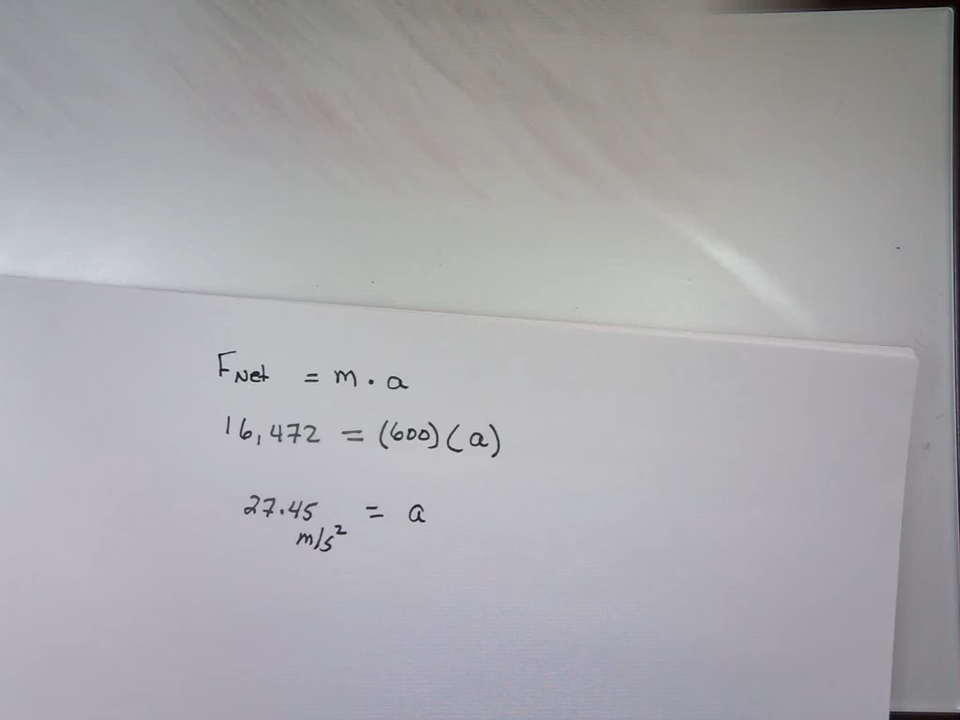 FNet = m · a
16,472 = (600)(a)
27.45 = a
m/s²